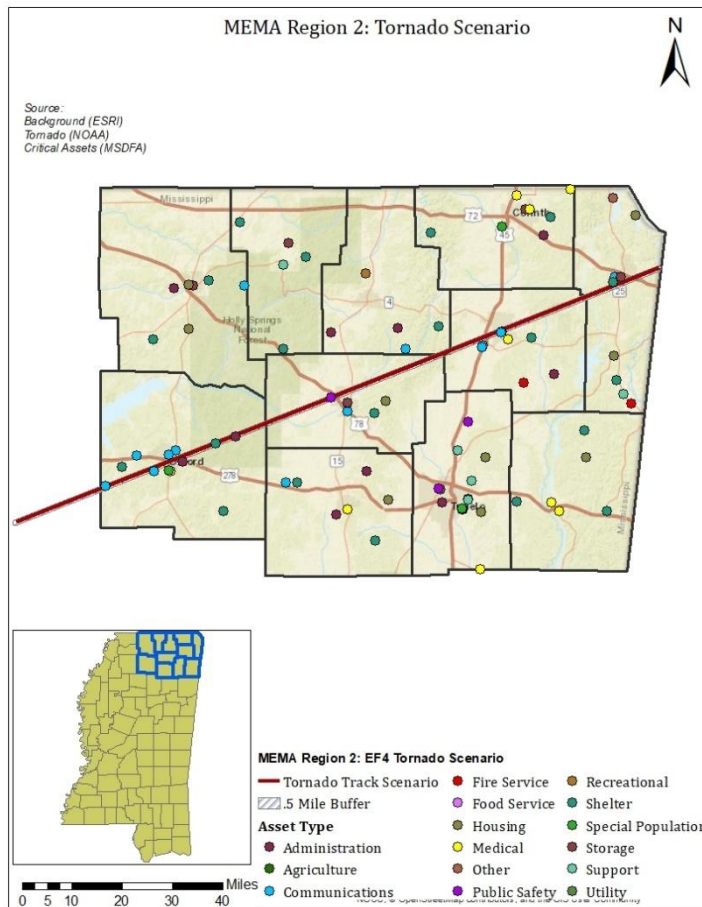 MEMA Region 2: Tornado Scenario
N
Source:
Background (ESRI)
Tornado (NOAA)
Critical Assets (MSDFA)
Mississippi
72
45
25
4
Holly Springs
National
Forest
78
278
15
Mississippi
MEMA Region 2: EF4 Tornado Scenario
Tornado Track Scenario
.5 Mile Buffer
Asset Type
Administration
Agriculture
Communications
Fire Service
Food Service
Housing
Medical
Other
Public Safety
Recreational
Shelter
Special Population
Storage
Support
Utility
Miles
0 5 10 20 30 40